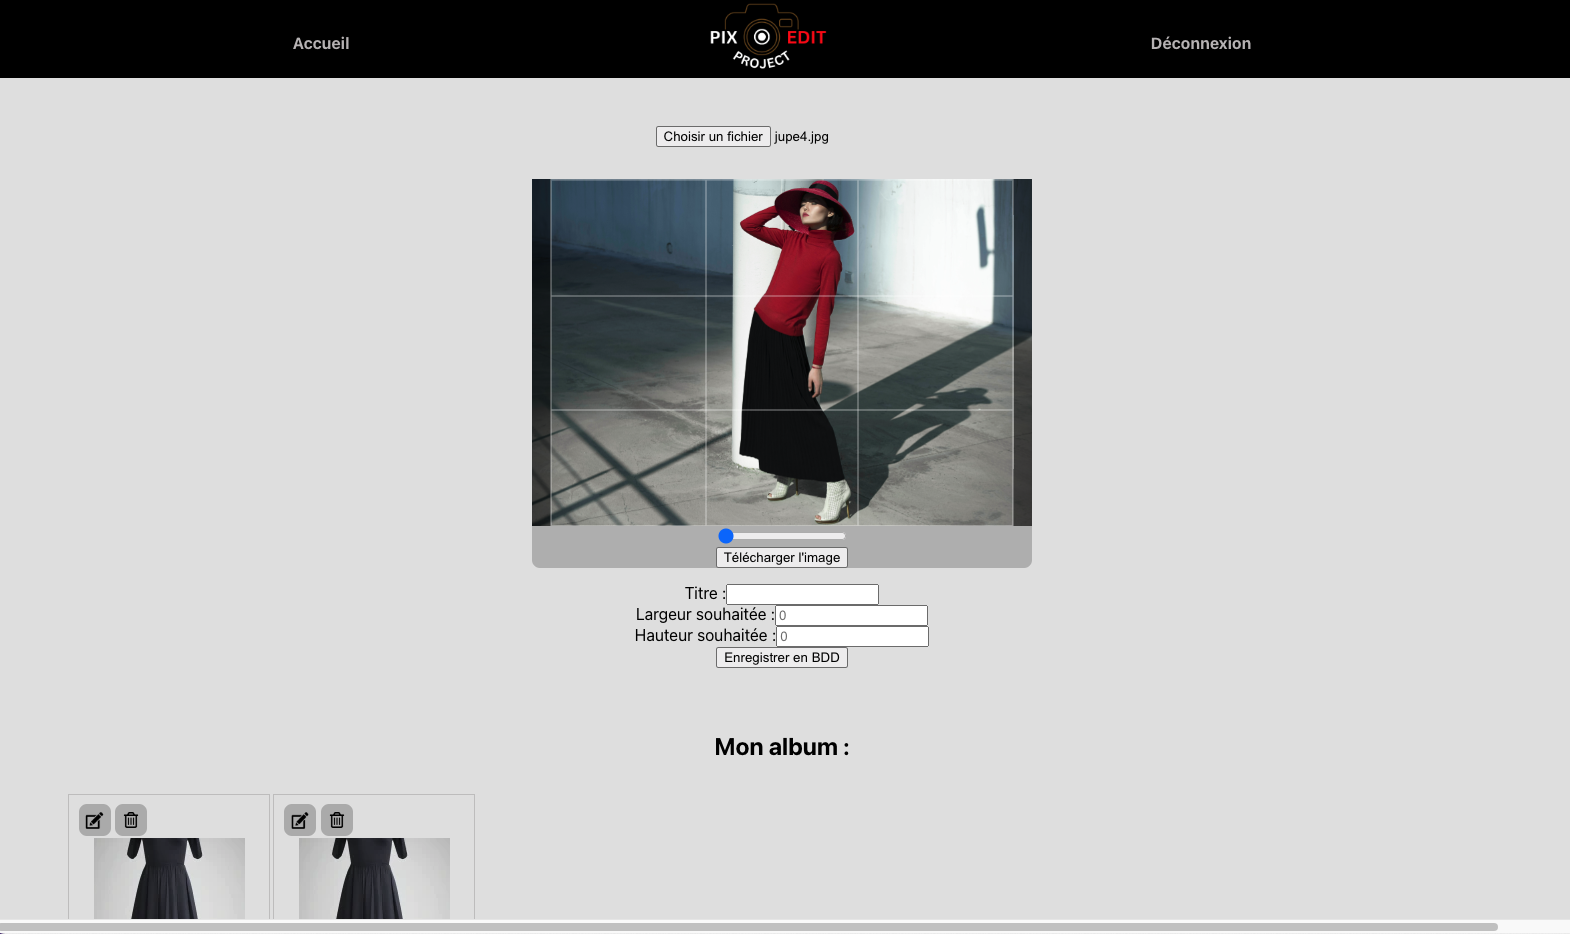 Accueil
PIX EDIT
PROJECT
Déconnexion
Choisir un fichier jupe4.jpg
Télécharger l'image
Titre :
Largeur souhaitée : 0
Hauteur souhaitée : 0
Enregistrer en BDD
Mon album :